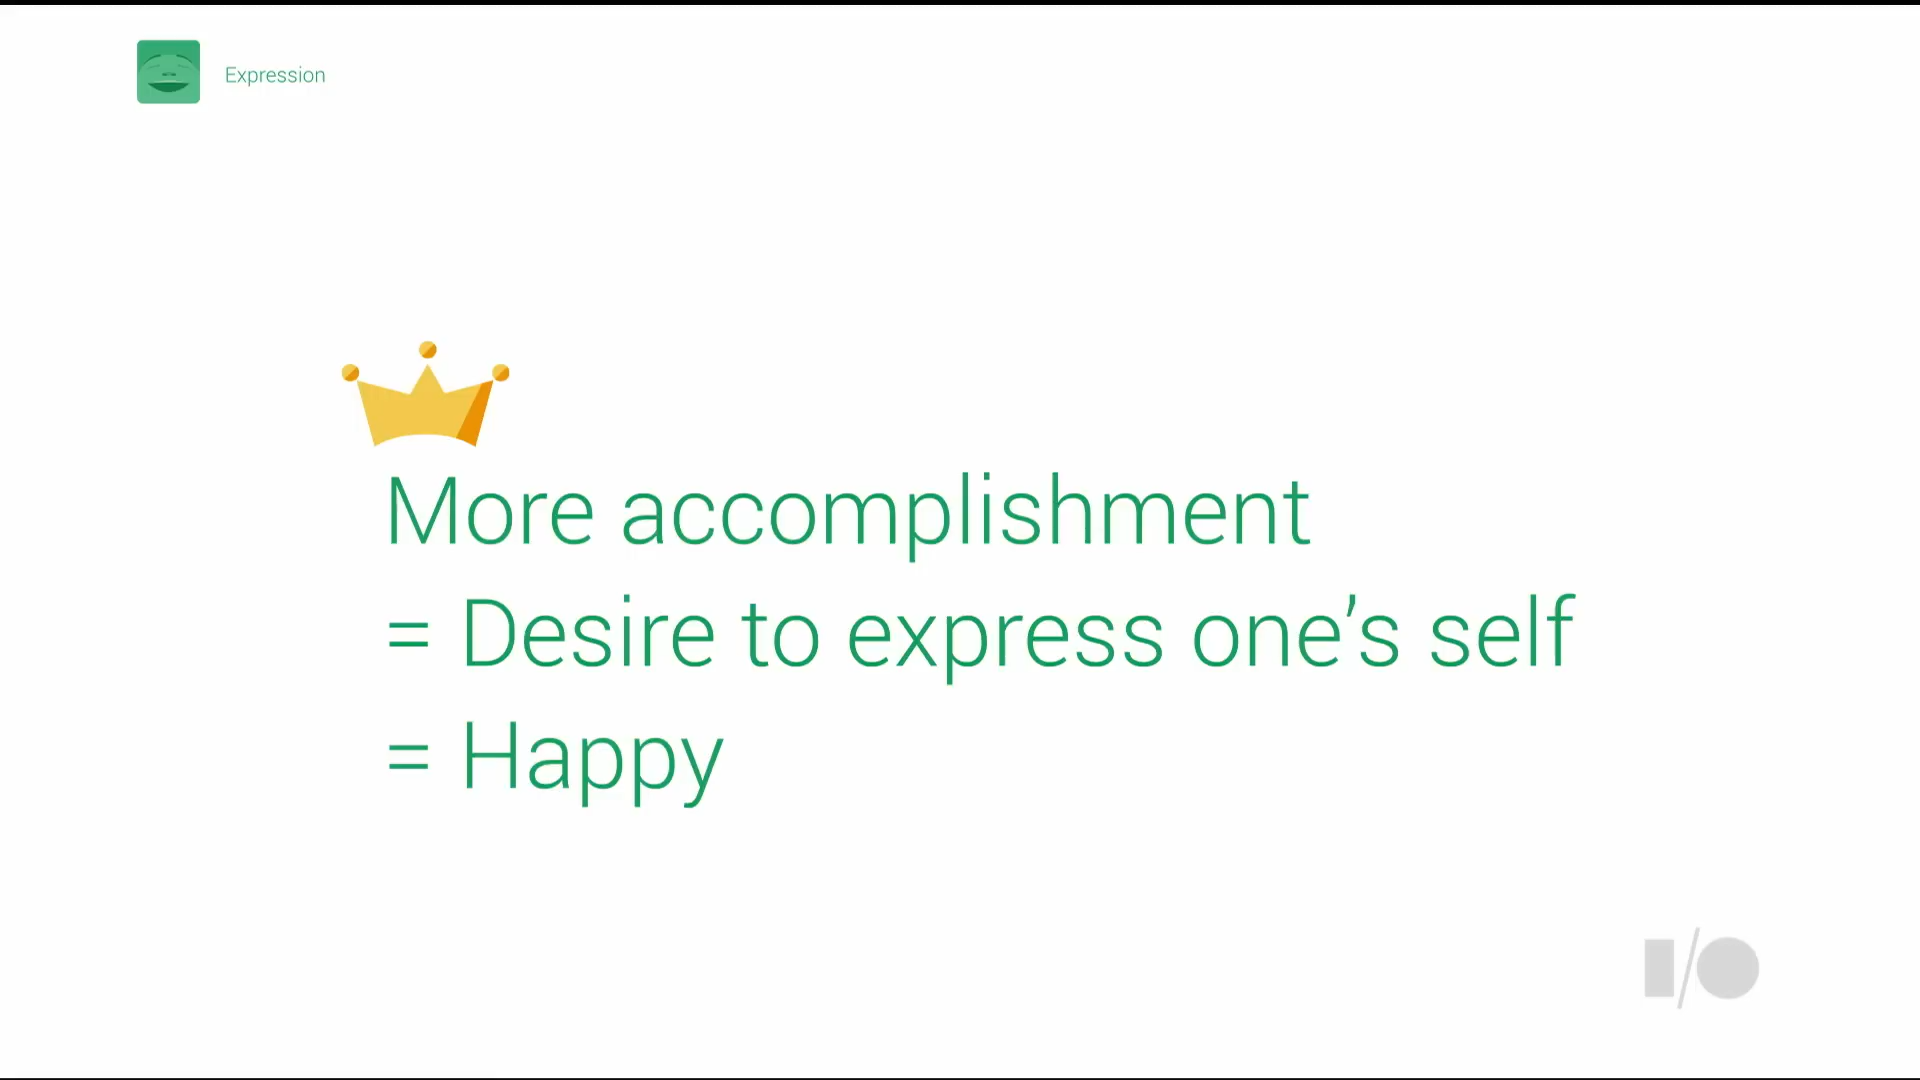 Expression
More accomplishment
= Desire to express one’s self
= Happy
I/O